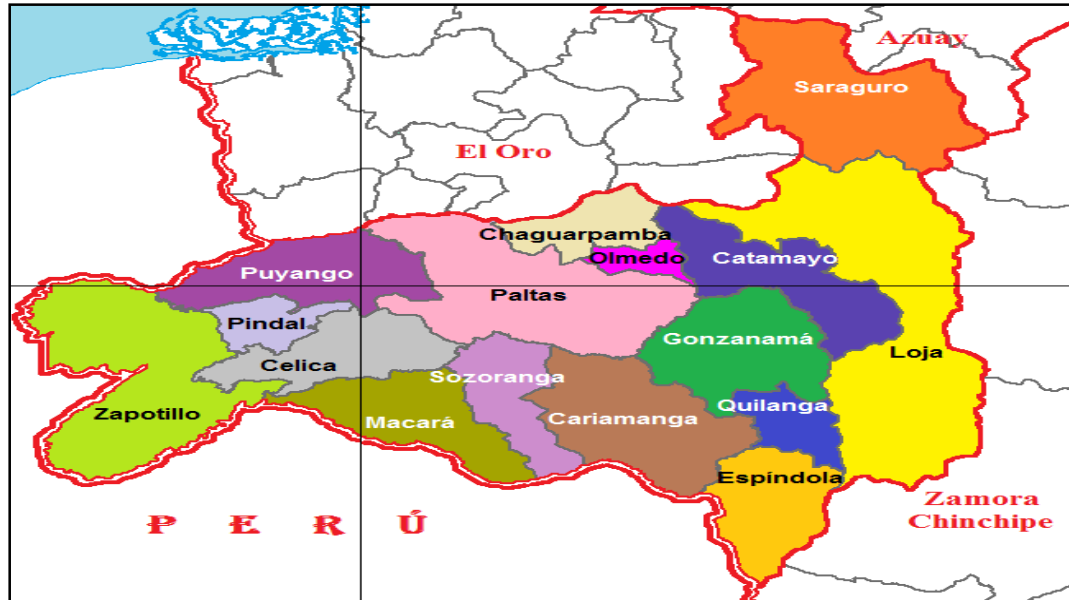 Azuay
Saraguro
El Oro
Chaguarpamba
Olmedo
Catamayo
Puyango
Paltas
Pindal
Gonzanamá
Celica
Loja
Sozoranga
Quilanga
Zapotillo
Macará
Cariamanga
Espíndola
Zamora
Chinchipe
P E R Ú